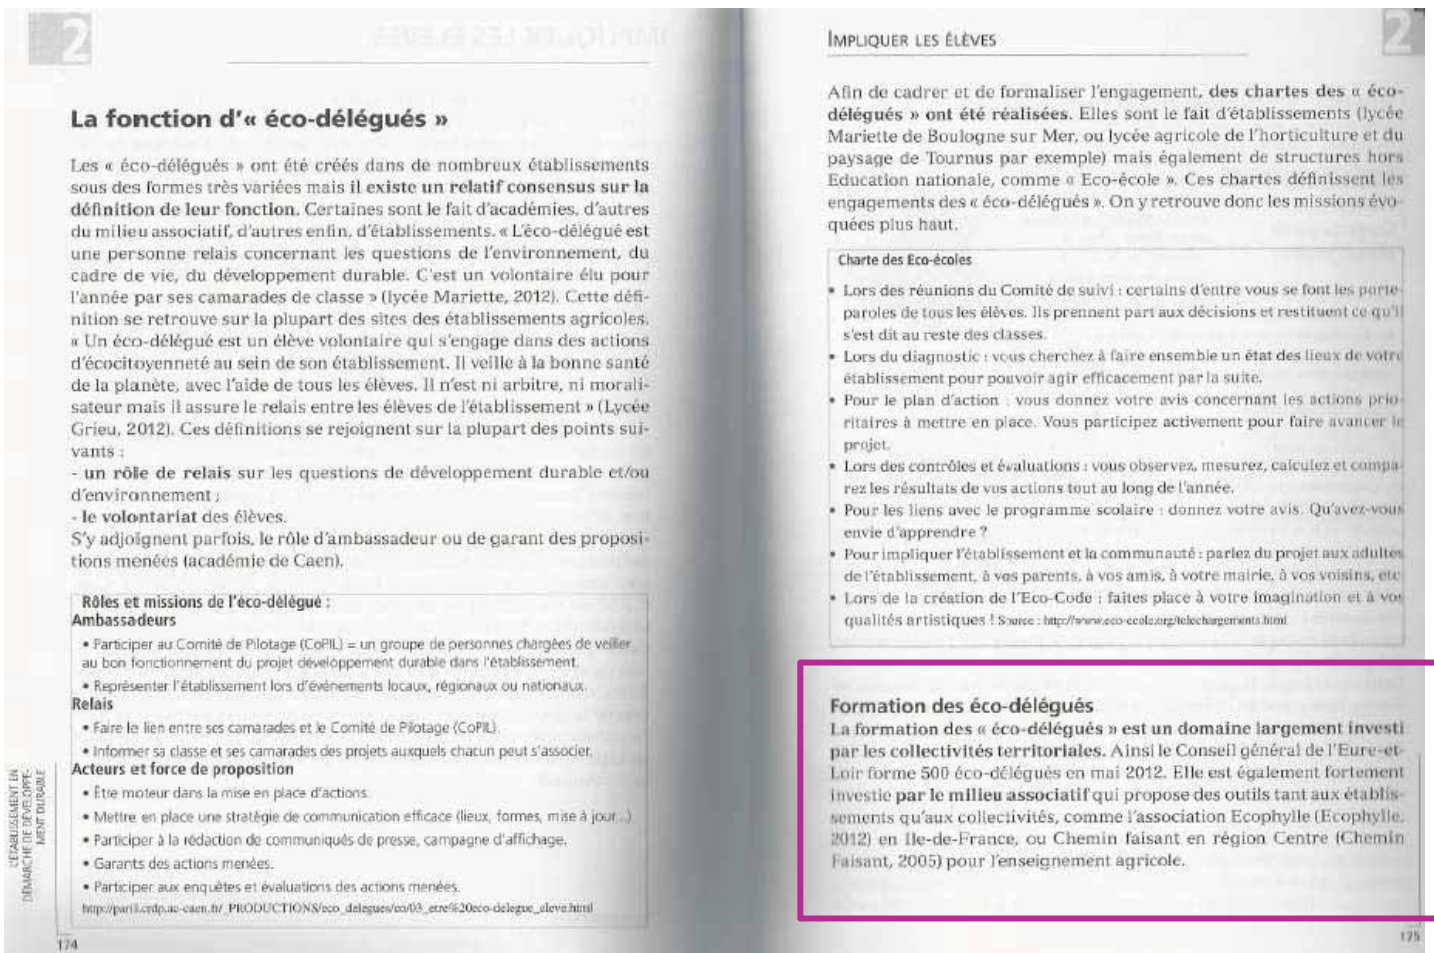 2
La fonction d'« éco-délégués »
Les « éco-délégués » ont été créés dans de nombreux établissements
sous des formes très variées mais il existe un relatif consensus sur la
définition de leur fonction. Certaines sont le fait d'académies, d'autres
du milieu associatif, d'autres enfin, d'établissements. « L'éco-délégué est
une personne relais concernant les questions de l'environnement, du
cadre de vie, du développement durable. C'est un volontaire élu pour
l'année par ses camarades de classe » (lycée Mariette, 2012). Cette défi-
nition se retrouve sur la plupart des sites des établissements agricoles.
« Un éco-délégué est un élève volontaire qui s'engage dans des actions
d'écocitoyenneté au sein de son établissement. Il veille à la bonne santé
de la planète, avec l'aide de tous les élèves. Il n'est ni arbitre, ni morali-
sateur mais il assure le relais entre les élèves de l'établissement » (Lycée
Grieu, 2012). Ces définitions se rejoignent sur la plupart des points sui-
vants :
- un rôle de relais sur les questions de développement durable et/ou
d'environnement ;
- le volontariat des élèves.
S'y adjoignent parfois, le rôle d'ambassadeur ou de garant des proposi-
tions menées (académie de Caen).
Rôles et missions de l'éco-délégué :
Ambassadeurs
• Participer au Comité de Pilotage (CoPIL) = un groupe de personnes chargées de veiller
au bon fonctionnement du projet développement durable dans l'établissement.
• Représenter l'établissement lors d'événements locaux, régionaux ou nationaux.
Relais
• Faire le lien entre ses camarades et le Comité de Pilotage (CoPIL).
• Informer sa classe et ses camarades des projets auxquels chacun peut s'associer.
Acteurs et force de proposition
• Être moteur dans la mise en place d'actions.
• Mettre en place une stratégie de communication efficace (lieux, formes, mise à jour...)
• Participer à la rédaction de communiqués de presse, campagne d'affichage.
• Garants des actions menées.
• Participer aux enquêtes et évaluations des actions menées.
_PRODUCTIONS/eco_delegues/co/03_etre%20eco-delegue_eleve.html
L'ÉTABLISSEMENT EN
DÉMARCHE DE DÉVELOPPE-
MENT DURABLE
174
IMPLIQUER LES ÉLÈVES
2
Afin de cadrer et de formaliser l'engagement, des chartes des « éco-
délégués » ont été réalisées. Elles sont le fait d'établissements (lycée
Mariette de Boulogne sur Mer, ou lycée agricole de l'horticulture et du
paysage de Tournus par exemple) mais également de structures hors
Education nationale, comme « Eco-école ». Ces chartes définissent les
engagements des « éco-délégués ». On y retrouve donc les missions évo-
quées plus haut.
Charte des Eco-écoles
• Lors des réunions du Comité de suivi : certains d'entre vous se font les porte-
paroles de tous les élèves. Ils prennent part aux décisions et restituent ce qu'il
s'est dit au reste des classes.
• Lors du diagnostic : vous cherchez à faire ensemble un état des lieux de votre
établissement pour pouvoir agir efficacement par la suite.
• Pour le plan d'action : vous donnez votre avis concernant les actions prio-
ritaires à mettre en place. Vous participez activement pour faire avancer le
projet.
• Lors des contrôles et évaluations : vous observez, mesurez, calculez et compa-
rez les résultats de vos actions tout au long de l'année.
• Pour les liens avec le programme scolaire : donnez votre avis. Qu'avez-vous
envie d'apprendre ?
• Pour impliquer l'établissement et la communauté : parlez du projet aux adultes
de l'établissement, à vos parents, à vos amis, à votre mairie, à vos voisins, etc
• Lors de la création de l'Eco-Code : faites place à votre imagination et à vos
qualités artistiques ! Source : http://www.eco-ecole.org/telechargements.html
Formation des éco-délégués
La formation des « éco-délégués » est un domaine largement investi
par les collectivités territoriales. Ainsi le Conseil général de l'Eure-et-
Loir forme 500 éco-délégués en mai 2012. Elle est également fortement
investie par le milieu associatif qui propose des outils tant aux établis-
sements qu'aux collectivités, comme l'association Ecophylle (Ecophylle,
2012) en Ile-de-France, ou Chemin faisant en région Centre (Chemin
Faisant, 2005) pour l'enseignement agricole.
175